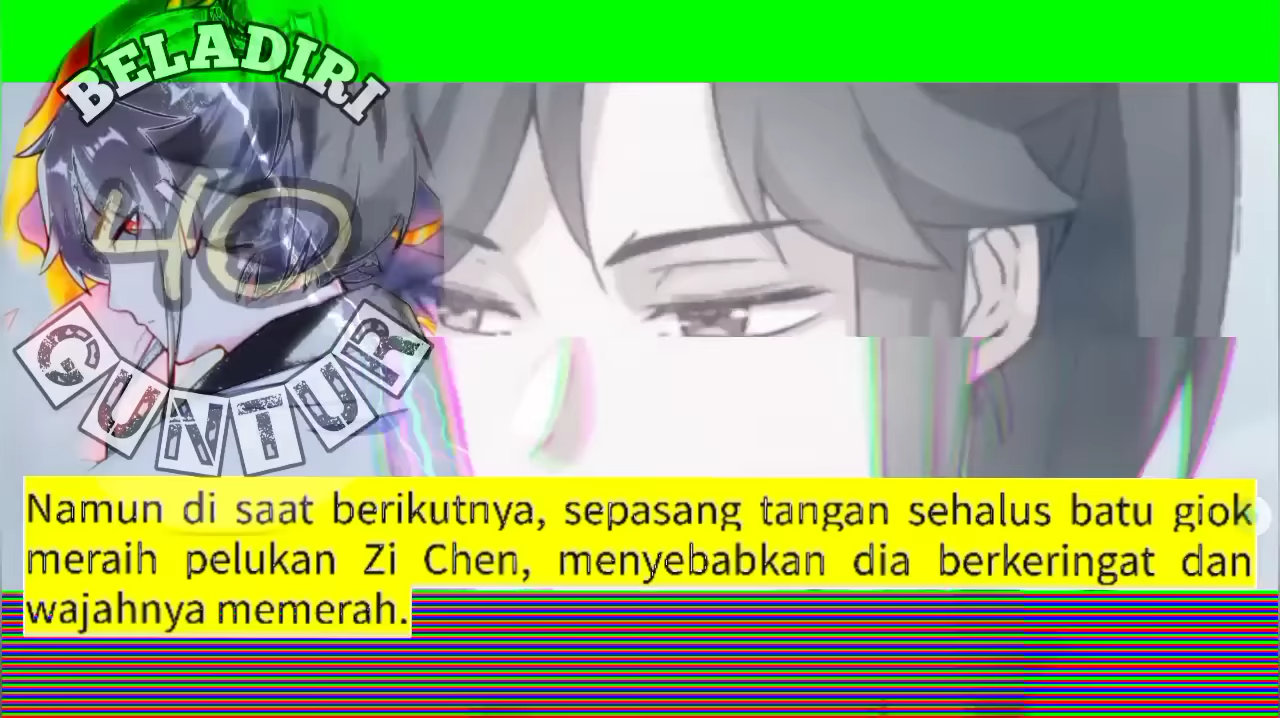 BELADIRI
40
GUNTUR
Namun di saat berikutnya, sepasang tangan sehalus batu giok
meraih pelukan Zi Chen, menyebabkan dia berkeringat dan
wajahnya memerah.